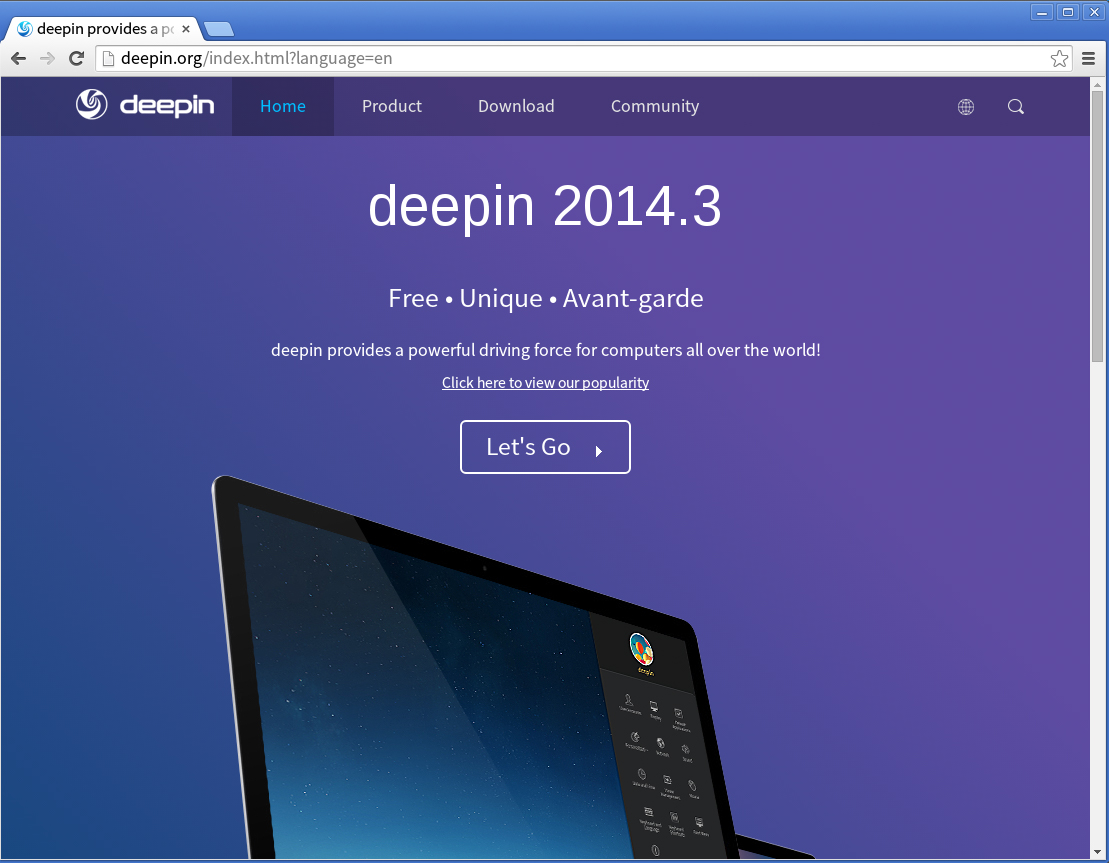 deepin provides a po
deepin.org/index.html?language=en
deepin Home Product Download Community
deepin 2014.3
Free • Unique • Avant-garde
deepin provides a powerful driving force for computers all over the world!
Click here to view our popularity
Let's Go
deepin